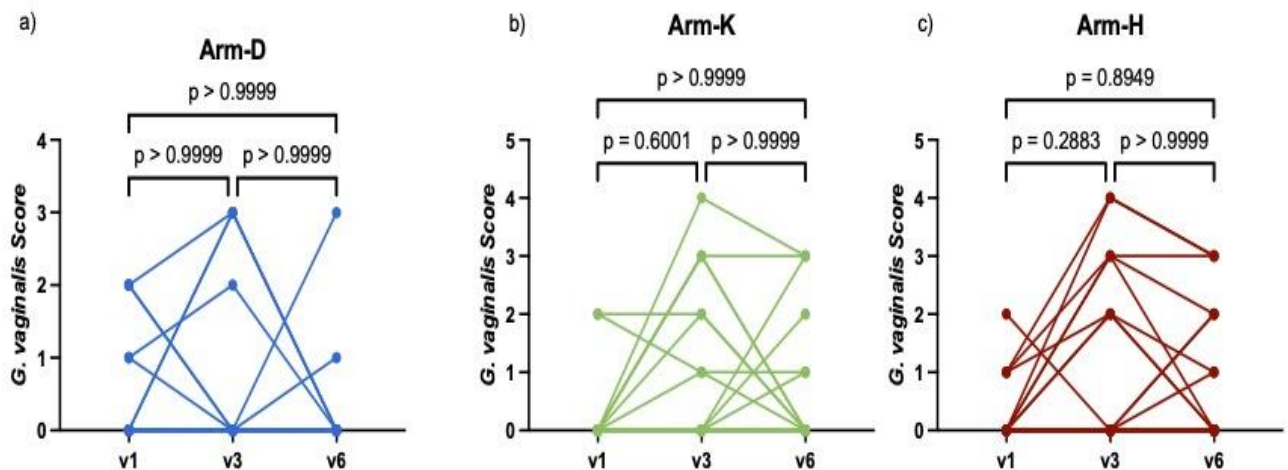 a)
Arm-D
p > 0.9999
p > 0.9999
p > 0.9999
G. vaginalis Score
4
3
2
1
0
v1
v3
v6
b)
Arm-K
p > 0.9999
p = 0.6001
p > 0.9999
G. vaginalis Score
5
4
3
2
1
0
v1
v3
v6
c)
Arm-H
p = 0.8949
p = 0.2883
p > 0.9999
G. vaginalis Score
5
4
3
2
1
0
v1
v3
v6